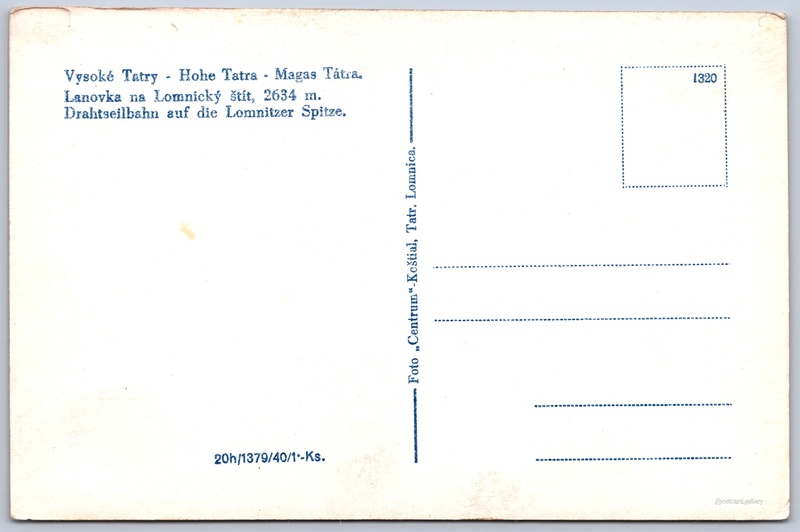 Vysoké Tatry - Hohe Tatra - Magas Tátra.
Lanovka na Lomnický štít, 2634 m.
Drahtseilbahn auf die Lomnitzer Spitze.
1320
Foto „Centrum“-Keštial, Tatr. Lomnica.
20h/1379/40/1·-Ks.